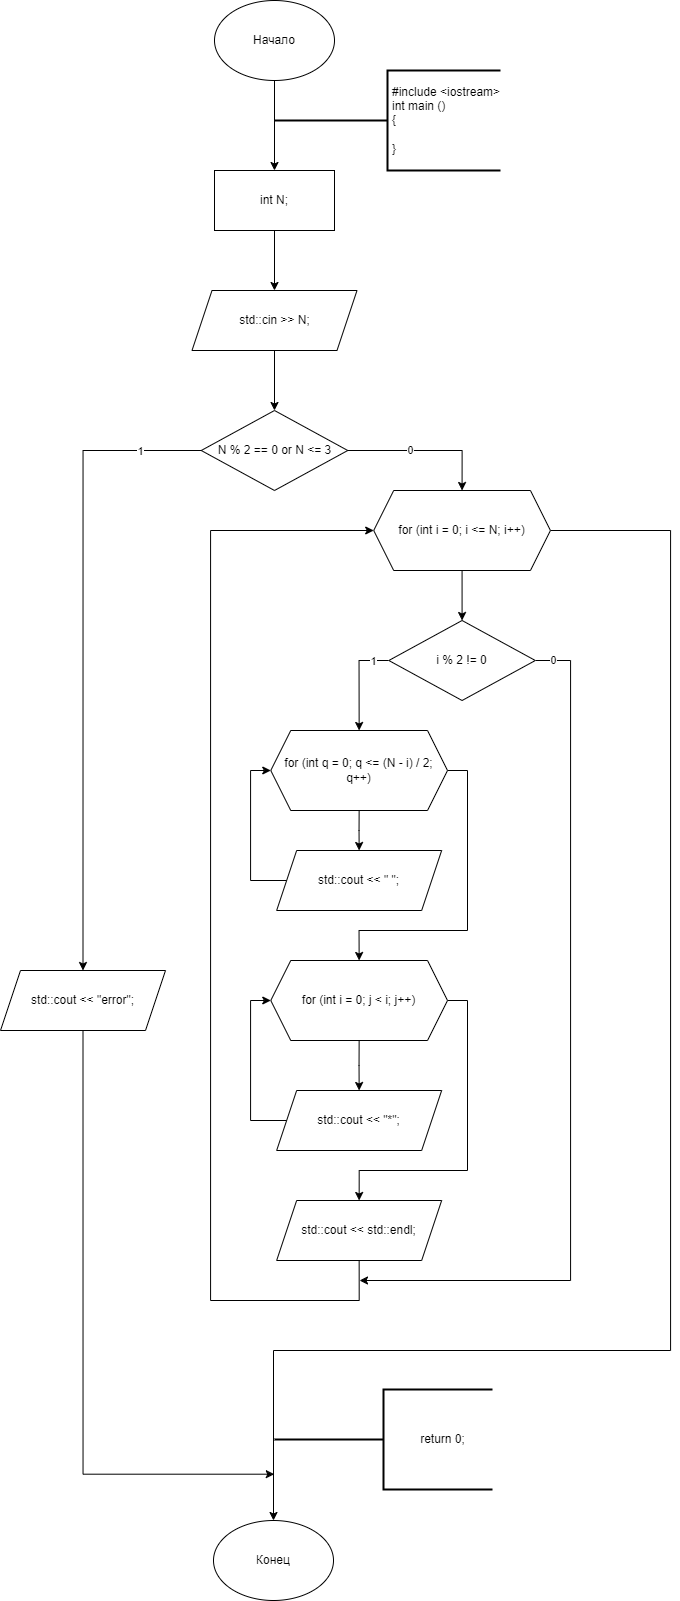 Начало
#include <iostream>
int main ()
{
}
int N;
std::cin >> N;
N % 2 == 0 or N <= 3
1
0
for (int i = 0; i <= N; i++)
i % 2 != 0
1
0
for (int q = 0; q <= (N - i) / 2;
q++)
std::cout << " ";
for (int i = 0; j < i; j++)
std::cout << "error";
std::cout << "*";
std::cout << std::endl;
return 0;
Конец